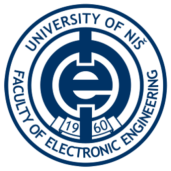 UNIVERSITY OF NIŠ
FACULTY OF ELECTRONIC ENGINEERING
1960